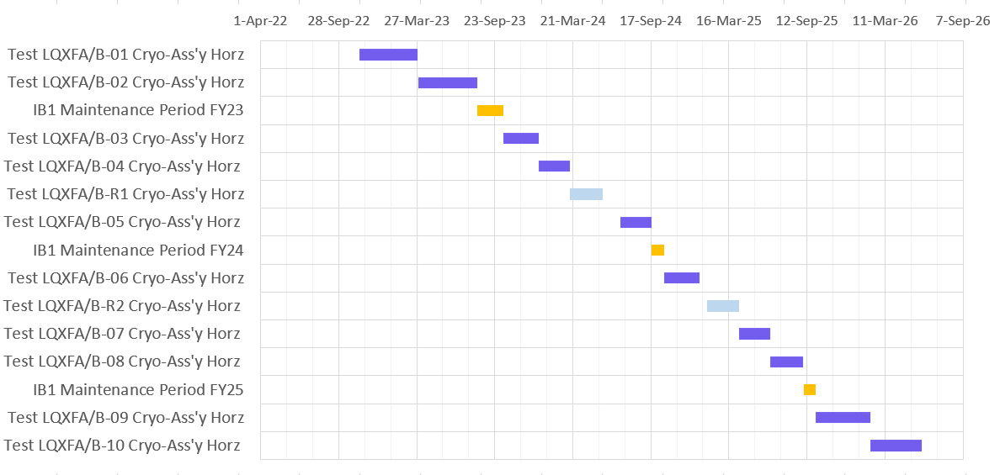 1-Apr-22 28-Sep-22 27-Mar-23 23-Sep-23 21-Mar-24 17-Sep-24 16-Mar-25 12-Sep-25 11-Mar-26 7-Sep-26
Test LQXFA/B-01 Cryo-Ass'y Horz
Test LQXFA/B-02 Cryo-Ass'y Horz
IB1 Maintenance Period FY23
Test LQXFA/B-03 Cryo-Ass'y Horz
Test LQXFA/B-04 Cryo-Ass'y Horz
Test LQXFA/B-R1 Cryo-Ass'y Horz
Test LQXFA/B-05 Cryo-Ass'y Horz
IB1 Maintenance Period FY24
Test LQXFA/B-06 Cryo-Ass'y Horz
Test LQXFA/B-R2 Cryo-Ass'y Horz
Test LQXFA/B-07 Cryo-Ass'y Horz
Test LQXFA/B-08 Cryo-Ass'y Horz
IB1 Maintenance Period FY25
Test LQXFA/B-09 Cryo-Ass'y Horz
Test LQXFA/B-10 Cryo-Ass'y Horz